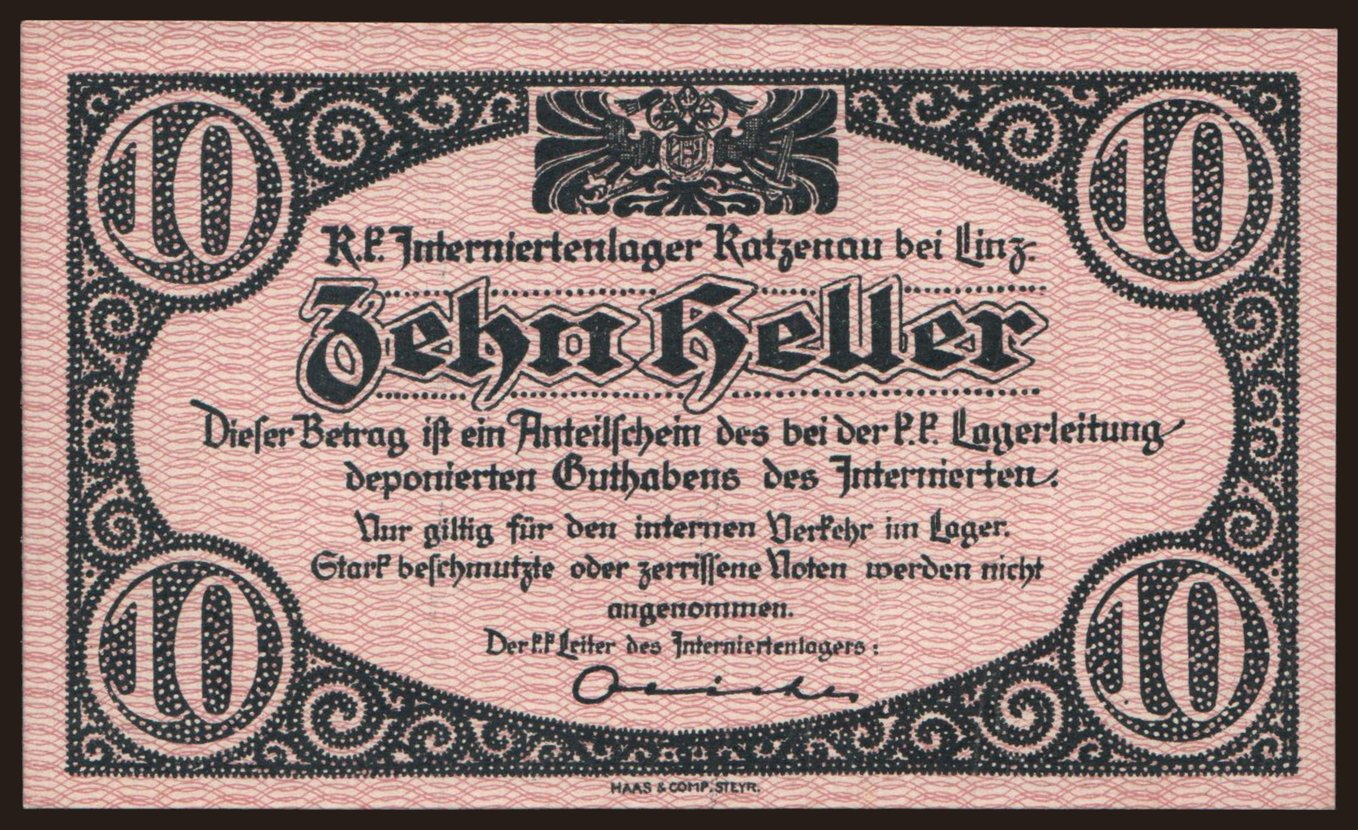 10 10
K.k. Interniertenlager Katzenau bei Linz.
Zehn Heller
Dieser Betrag ist ein Anteilschein des bei der k.k. Lagerleitung
deponierten Guthabens des Internierten.
Nur giltig für den internen Verkehr im Lager.
Stark beschmutzte oder zerrissene Noten werden nicht
angenommen.
Der k.k Leiter des Interniertenlagers:
10 10
HAAS & COMP. STEYR.